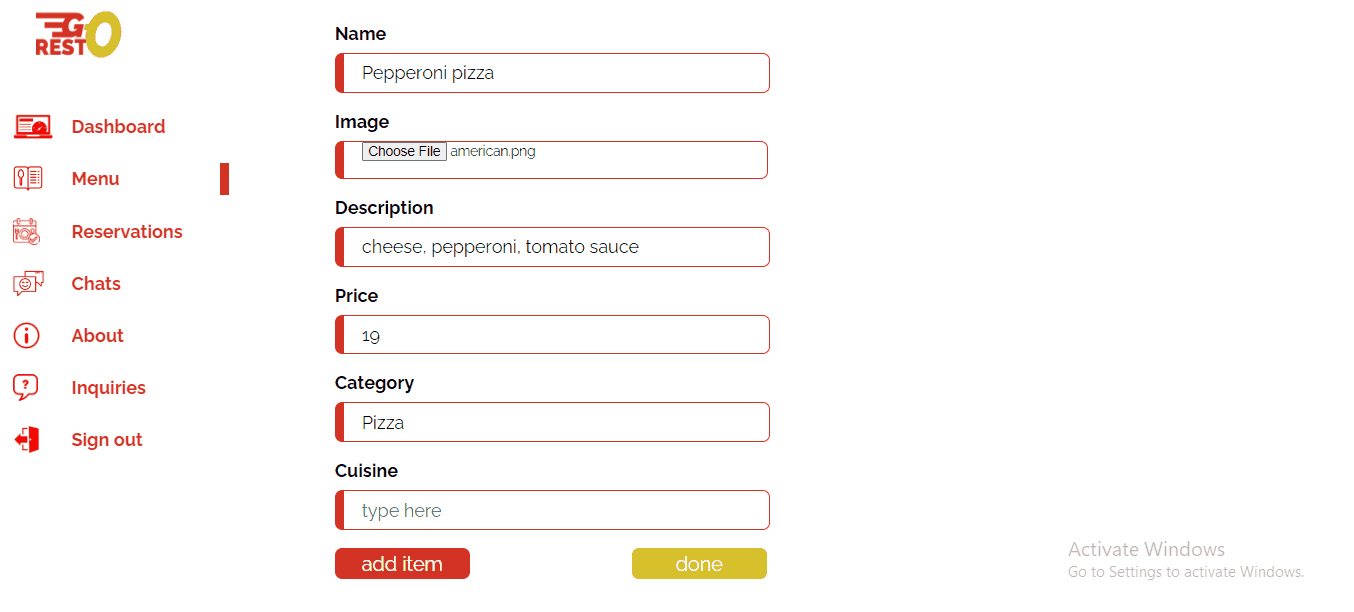 GO
REST
Dashboard
Menu
Reservations
Chats
About
Inquiries
Sign out
Name
Pepperoni pizza
Image
Choose File american.png
Description
cheese, pepperoni, tomato sauce
Price
19
Category
Pizza
Cuisine
type here
add item
done
Activate Windows
Go to Settings to activate Windows.